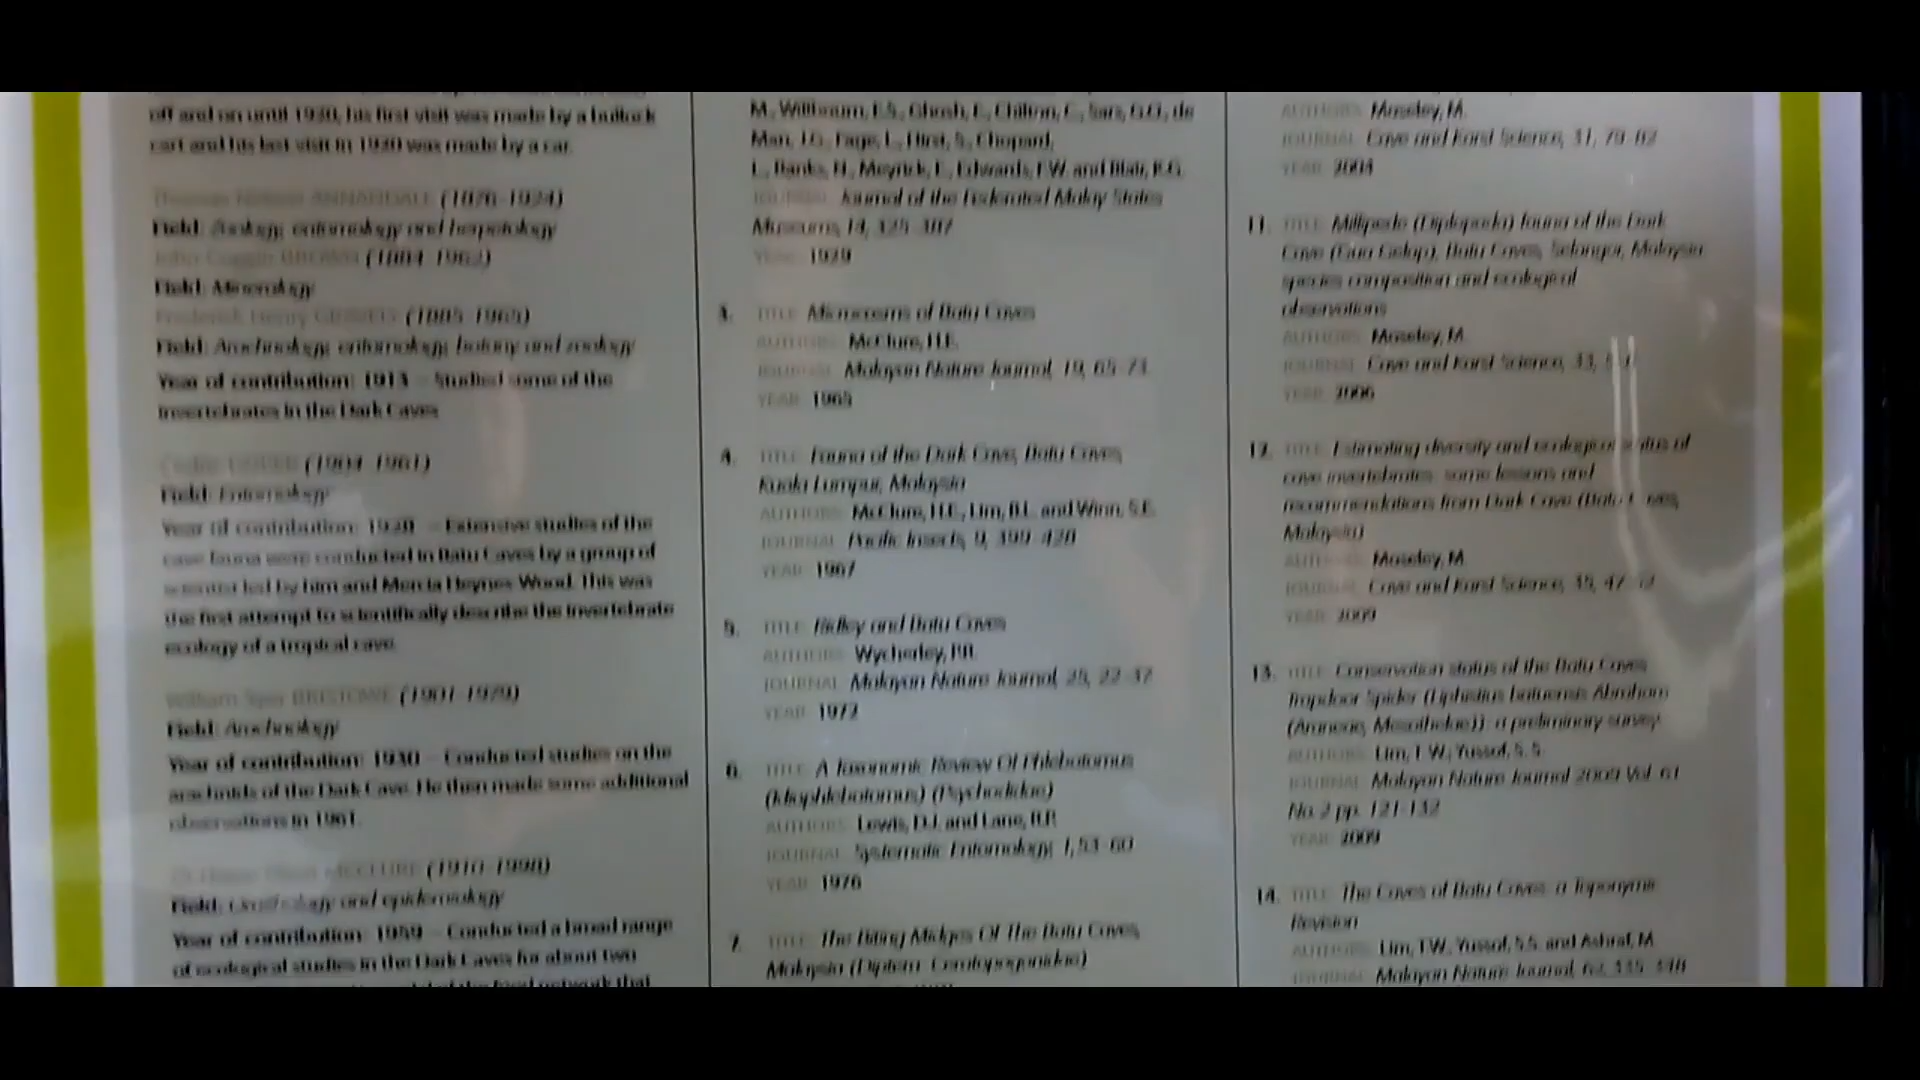 off and on until 1930, his first visit was made by a bullock
cart and his last visit in 1930 was made by a car.
ANNANDALE (1876-1924)
Field: Zoology, entomology and herpetology
John Coggin BROWN (1884-1962)
Field: Mineralogy
Frederick Henry GRAVELY (1885-1965)
Field: Arachnology, entomology, botany and zoology
Year of contribution: 1913 - Studied some of the
invertebrates in the Dark Caves
(1904-1961)
Field: Entomology
Year of contribution: 1928 - Extensive studies of the
cave fauna were conducted in Batu Caves by a group of
scientist led by him and Mercia Heynes-Wood. This was
the first attempt to scientifically describe the invertebrate
ecology of a tropical cave.
William BRISTOWE (1901-1979)
Field: Arachnology
Year of contribution: 1930 - Conducted studies on the
arachnids of the Dark Cave. He then made some additional
observations in 1961.
MCCLURE (1910-1998)
Field: and epidemiology
Year of contribution: 1959 - Conducted a broad range
of ecological studies in the Dark Caves for about two
of the food network that
M., Ghosh, E., Chilton, C., Sars, G.O., de
Man, J.G., Fage, L., Hirst, S., Chopard,
L., Banks, N., Meyrick, E., Edwards, F.W. and Blair, K.G.
JOURNAL: Journal of the Federated Malay States
Museums, 14, 325-387
YEAR: 1929
3. TITLE: Microcosms of Batu Caves
AUTHORS: McClure, H.E.
JOURNAL: Malayan Nature Journal, 19, 65-73
YEAR: 1965
4. TITLE: Fauna of the Dark Cave, Batu Caves,
Kuala Lumpur, Malaysia
AUTHORS: McClure, H.E., Lim, B.L. and Winn, S.E.
JOURNAL: Pacific Insects, 9, 399-428
YEAR: 1967
5. TITLE: Ridley and Batu Caves
AUTHORS: Wycherley, P.R.
JOURNAL: Malayan Nature Journal, 25, 22-37
YEAR: 1972
6. TITLE: A Taxonomic Review Of Phlebotomus
(Idiophlebotomus) (Psychodidae)
AUTHORS: Lewis, D.J. and Lane, R.P.
JOURNAL: Systematic Entomology, 1, 53-60
YEAR: 1976
7. TITLE: The Biting Midges Of The Batu Caves,
Malaysia (Diptera: Ceratopogonidae)
AUTHORS: Moseley, M.
JOURNAL: Cave and Karst Science, 31, 79-82
YEAR: 2004
11. TITLE: Millipede (Diplopoda) fauna of the Dark
Cave (Gua Gelap), Batu Caves, Selangor, Malaysia:
species composition and ecological
observations
AUTHORS: Moseley, M.
JOURNAL: Cave and Karst Science, 33,
YEAR: 2006
12. TITLE: Estimating diversity and ecological status of
cave invertebrates: some lessons and
recommendations from Dark Cave (Batu Caves,
Malaysia)
AUTHORS: Moseley, M.
JOURNAL: Cave and Karst Science, 35, 47-52
YEAR: 2009
13. TITLE: Conservation status of the Batu Caves
Trapdoor Spider (Liphistius batuensis Abraham
(Araneae, Mesothelae)): a preliminary survey
AUTHORS: Lim, T.W., Yussof, S.S.
JOURNAL: Malayan Nature Journal 2009 Vol. 61
No. 2 pp. 121-132
YEAR: 2009
14. TITLE: The Caves of Batu Caves: a Toponymic
Revision
AUTHORS: Lim, T.W., Yussof, S.S. and Ashraf, M.
JOURNAL: Malayan Nature Journal, 62, 335-348